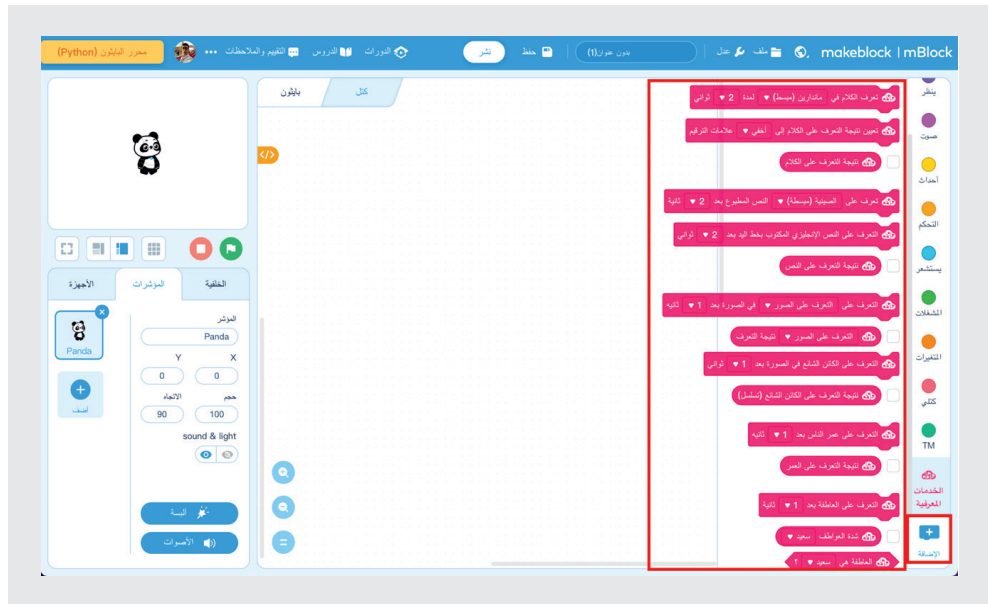 makeblock | mBlock
ملف
عدل
بدون عنوان(1)
حفظ
نشر
الدورات
الدروس
التقييم والملاحظات
محرر البايثون (Python)
كتل
بايثون
</>
ينظر
صوت
أحداث
التحكم
يستشعر
المشغلات
المتغيرات
كتلي
TM
الخدمات
المعرفية
الإضافة
تعرف الكلام في ماندارين (مبسط) لمدة 2 ثواني
تعيين نتيجة التعرف على الكلام إلى أخفي علامات الترقيم
نتيجة التعرف على الكلام
تعرف على الصينية (مبسطة) النص المطبوع بعد 2 ثانية
التعرف على النص الإنجليزي المكتوب بخط اليد بعد 2 ثواني
نتيجة التعرف على النص
التعرف على التعرف على الصور في الصورة بعد 1 ثانيه
التعرف على الصور نتيجة التعرف
التعرف على الكائن الشائع في الصورة بعد 1 ثواني
نتيجة التعرف على الكائن الشائع (تسلسل)
التعرف على عمر الناس بعد 1 ثانيه
نتيجة التعرف على العمر
التعرف على العاطفة بعد 1 ثانية
شدة العواطف سعيد
العاطفة هي سعيد ؟
الخلفية
المؤشرات
الأجهزة
Panda
أضف
المؤشر
Panda
X
Y
0
0
حجم
الاتجاه
100
90
sound & light
ألبسة
الأصوات